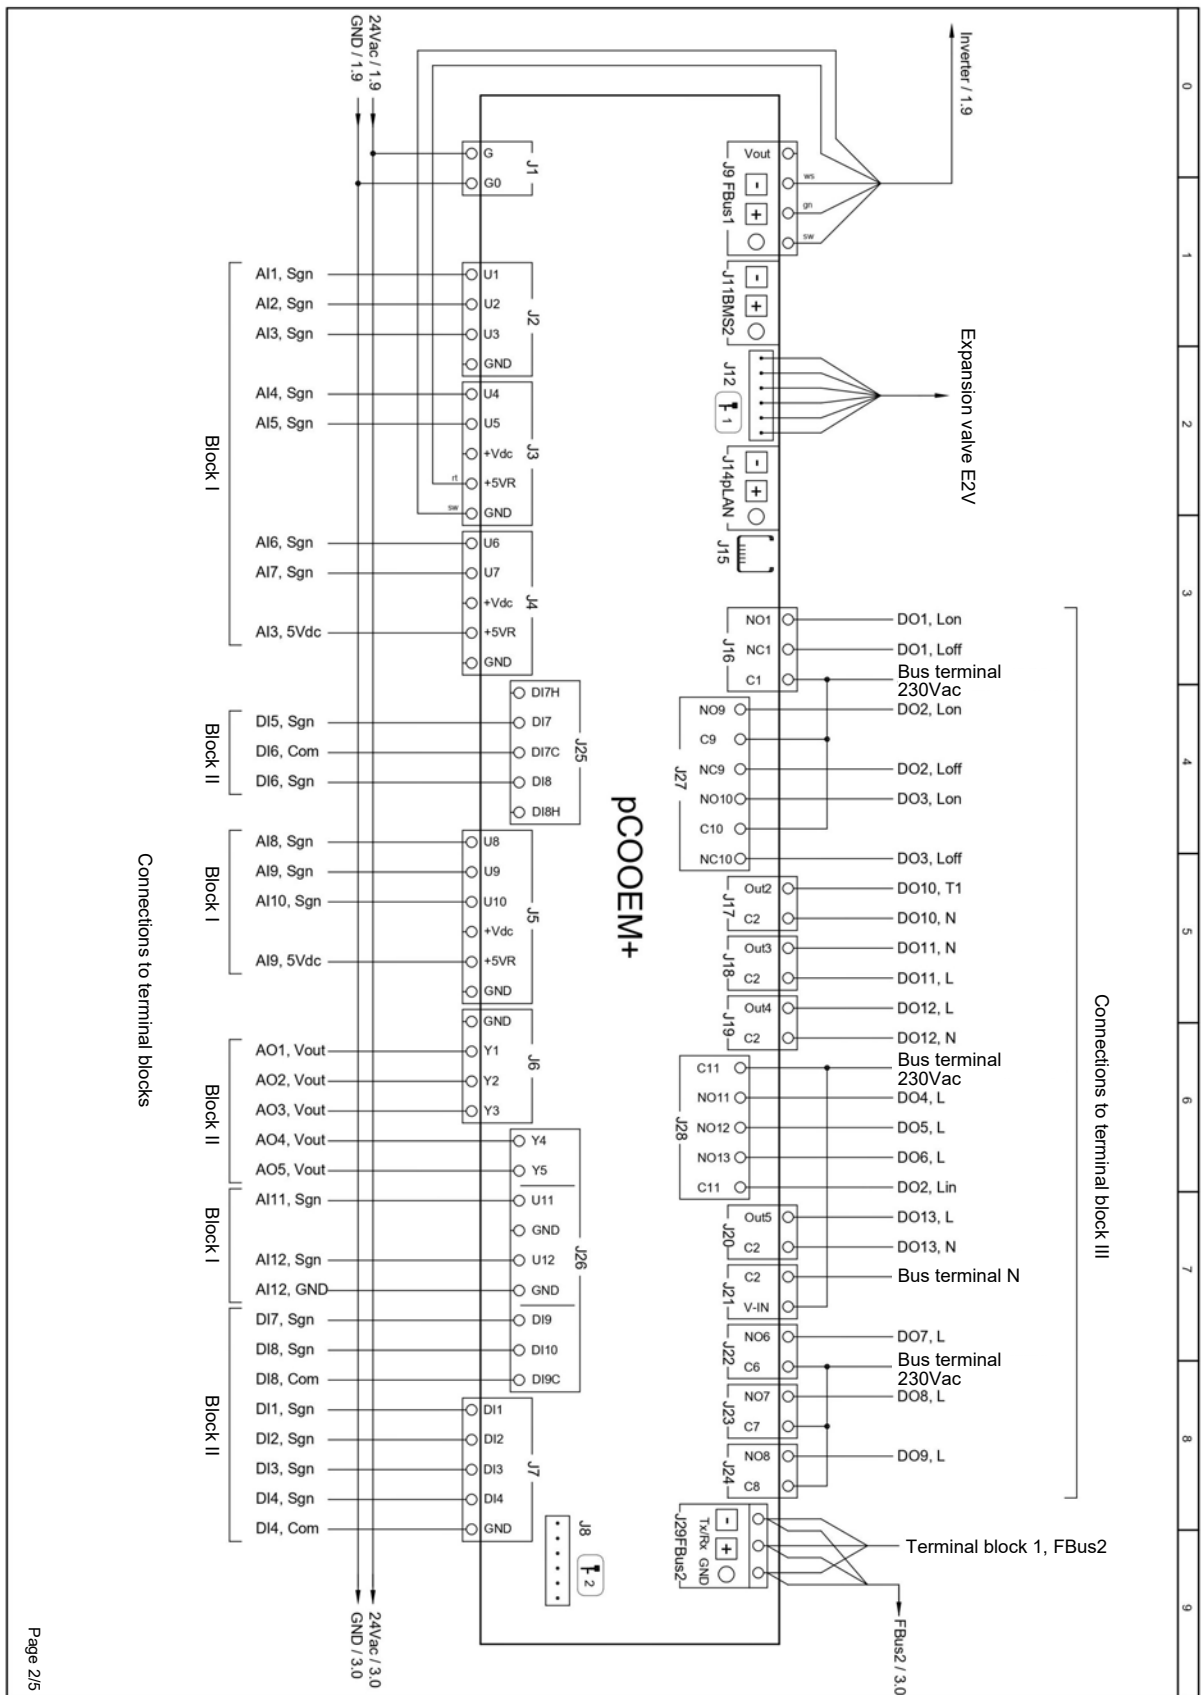 0
1
2
3
4
5
6
7
8
9
Inverter / 1.9
24Vac / 1.9
GND / 1.9
J1
G
G0
J9 FBus1
Vout
-
+
ws
gn
sw
J11BMS2
-
+
J12
1
Expansion valve E2V
J14pLAN
-
+
J15
J2
U1
U2
U3
GND
AI1, Sgn
AI2, Sgn
AI3, Sgn
J3
U4
U5
+Vdc
+5VR
GND
rt
sw
AI4, Sgn
AI5, Sgn
Block I
J4
U6
U7
+Vdc
+5VR
GND
AI6, Sgn
AI7, Sgn
AI3, 5Vdc
J25
DI7H
DI7
DI7C
DI8
DI8H
DI5, Sgn
DI6, Com
DI6, Sgn
Block II
J5
U8
U9
U10
+Vdc
+5VR
GND
AI8, Sgn
AI9, Sgn
AI10, Sgn
AI9, 5Vdc
Block I
J6
GND
Y1
Y2
Y3
AO1, Vout
AO2, Vout
AO3, Vout
AO4, Vout
AO5, Vout
Block II
J26
Y4
Y5
U11
GND
U12
GND
DI9
DI10
DI9C
AI11, Sgn
AI12, Sgn
AI12, GND
Block I
DI7, Sgn
DI8, Sgn
DI8, Com
J7
DI1
DI2
DI3
DI4
GND
DI1, Sgn
DI2, Sgn
DI3, Sgn
DI4, Sgn
DI4, Com
Block II
J8
2
Connections to terminal blocks
pCOOEM+
J16
NO1
NC1
C1
DO1, Lon
DO1, Loff
Bus terminal
230Vac
J27
NO9
C9
NC9
NO10
C10
NC10
DO2, Lon
DO2, Loff
DO3, Lon
DO3, Loff
J17
Out2
C2
DO10, T1
DO10, N
J18
Out3
C2
DO11, N
DO11, L
J19
Out4
C2
DO12, L
DO12, N
J28
C11
NO11
NO12
NO13
C11
Bus terminal
230Vac
DO4, L
DO5, L
DO6, L
DO2, Lin
J20
Out5
C2
DO13, L
DO13, N
J21
C2
V-IN
Bus terminal N
J22
NO6
C6
DO7, L
Bus terminal
230Vac
J23
NO7
C7
DO8, L
J24
NO8
C8
DO9, L
J29FBus2
-
+
Tx/Rx GND
Terminal block 1, FBus2
FBus2 / 3.0
Connections to terminal block III
24Vac / 3.0
GND / 3.0
Page 2/5